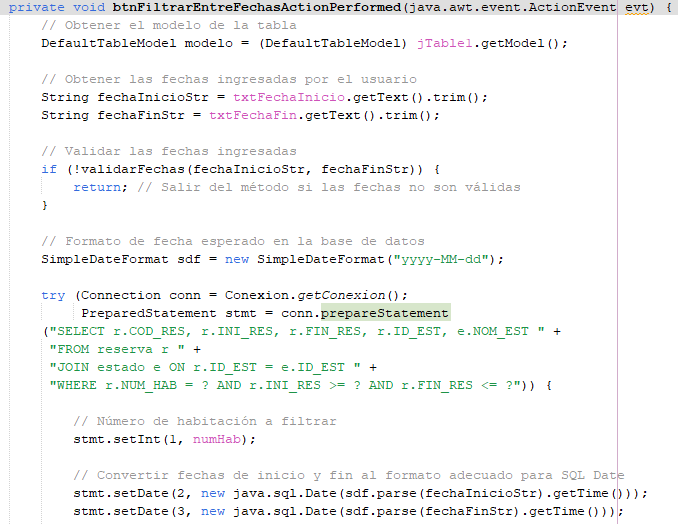 private void btnFiltrarEntreFechasActionPerformed(java.awt.event.ActionEvent evt) {
// Obtener el modelo de la tabla
DefaultTableModel modelo = (DefaultTableModel) jTable1.getModel();
// Obtener las fechas ingresadas por el usuario
String fechaInicioStr = txtFechaInicio.getText().trim();
String fechaFinStr = txtFechaFin.getText().trim();
// Validar las fechas ingresadas
if (!validarFechas(fechaInicioStr, fechaFinStr)) {
return; // Salir del método si las fechas no son válidas
}
// Formato de fecha esperado en la base de datos
SimpleDateFormat sdf = new SimpleDateFormat("yyyy-MM-dd");
try (Connection conn = Conexion.getConexion();
PreparedStatement stmt = conn.prepareStatement
("SELECT r.COD_RES, r.INI_RES, r.FIN_RES, r.ID_EST, e.NOM_EST " +
"FROM reserva r " +
"JOIN estado e ON r.ID_EST = e.ID_EST " +
"WHERE r.NUM_HAB = ? AND r.INI_RES >= ? AND r.FIN_RES <= ?")) {
// Número de habitación a filtrar
stmt.setInt(1, numHab);
// Convertir fechas de inicio y fin al formato adecuado para SQL Date
stmt.setDate(2, new java.sql.Date(sdf.parse(fechaInicioStr).getTime()));
stmt.setDate(3, new java.sql.Date(sdf.parse(fechaFinStr).getTime()));